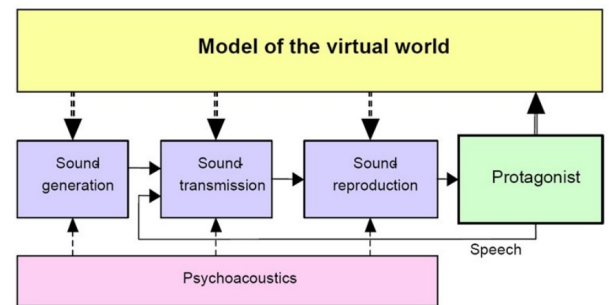 Model of the virtual world
Sound
generation
Sound
transmission
Sound
reproduction
Protagonist
Speech
Psychoacoustics